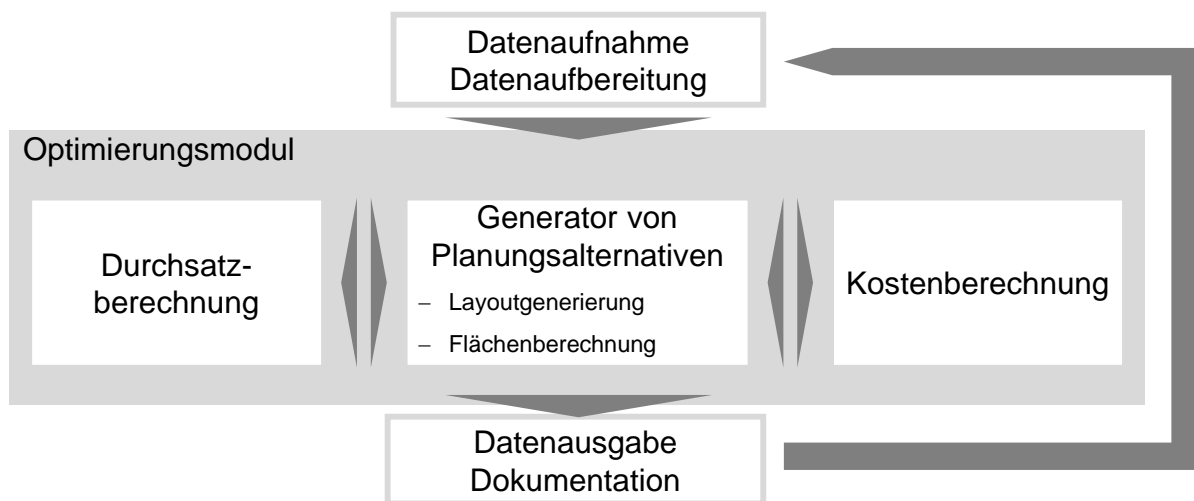 Datenaufnahme
Datenaufbereitung
Optimierungsmodul
Durchsatz-
berechnung
Generator von
Planungsalternativen
– Layoutgenerierung
– Flächenberechnung
Kostenberechnung
Datenausgabe
Dokumentation